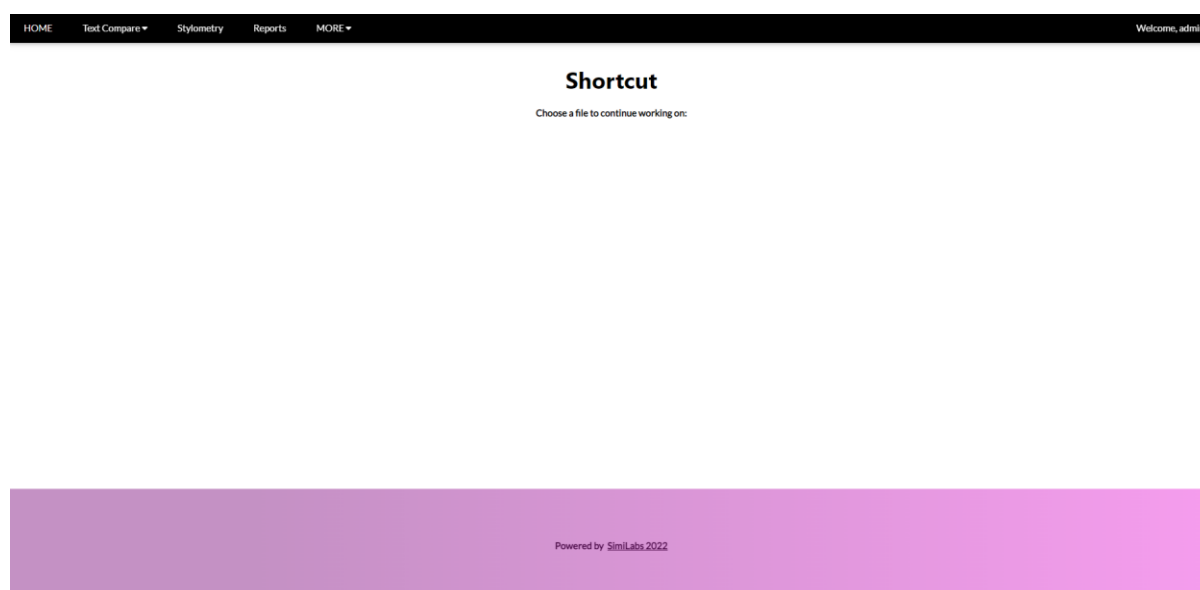 HOME Text Compare Stylometry Reports MORE Welcome, admi
Shortcut
Choose a file to continue working on:
Powered by SimiLabs 2022